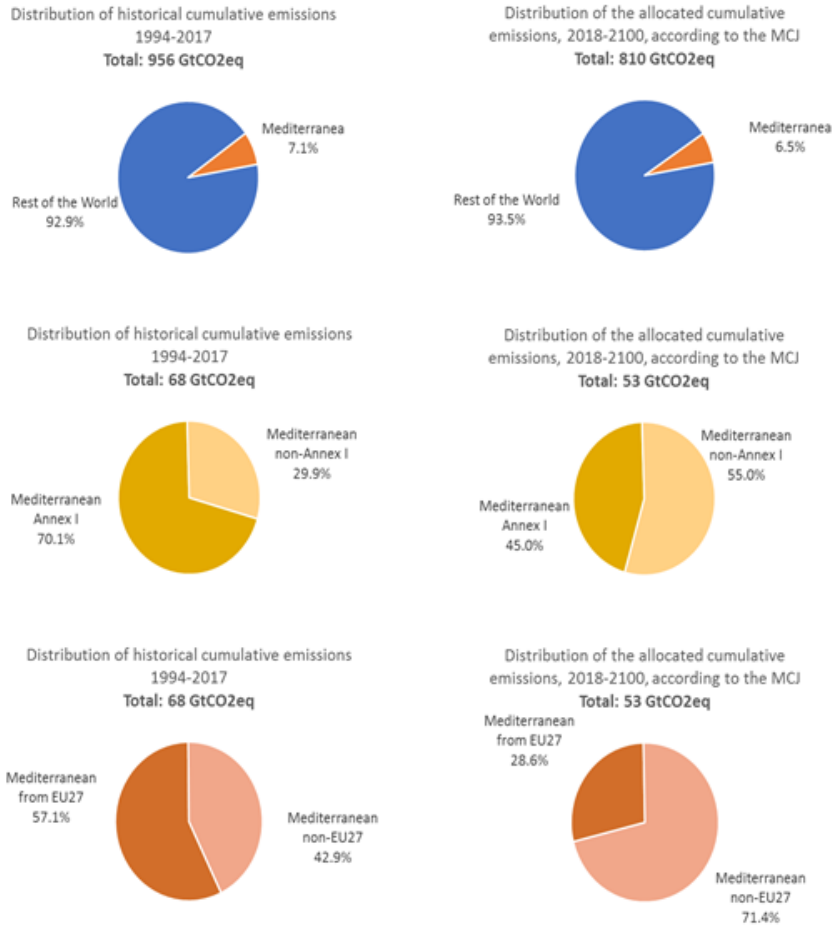 Distribution of historical cumulative emissions
1994-2017
Total: 956 GtCO2eq
Mediterranea
7.1%
Rest of the World
92.9%
Distribution of the allocated cumulative
emissions, 2018-2100, according to the MCJ
Total: 810 GtCO2eq
Mediterranea
6.5%
Rest of the World
93.5%
Distribution of historical cumulative emissions
1994-2017
Total: 68 GtCO2eq
Mediterranean
non-Annex I
29.9%
Mediterranean
Annex I
70.1%
Distribution of the allocated cumulative
emissions, 2018-2100, according to the MCJ
Total: 53 GtCO2eq
Mediterranean
non-Annex I
55.0%
Mediterranean
Annex I
45.0%
Distribution of historical cumulative emissions
1994-2017
Total: 68 GtCO2eq
Mediterranean
from EU27
57.1%
Mediterranean
non-EU27
42.9%
Distribution of the allocated cumulative
emissions, 2018-2100, according to the MCJ
Total: 53 GtCO2eq
Mediterranean
from EU27
28.6%
Mediterranean
non-EU27
71.4%